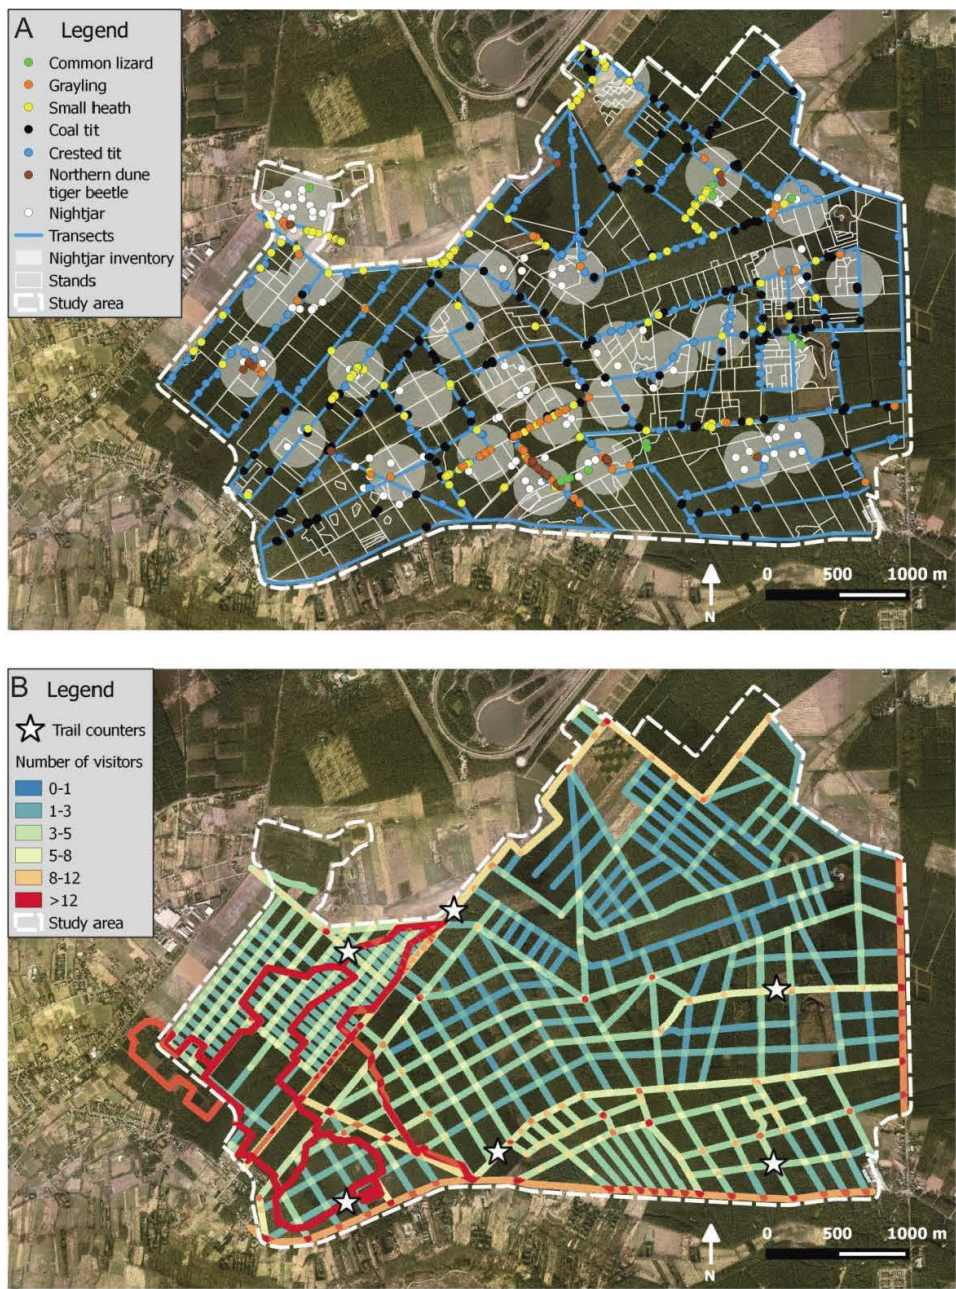 A Legend
Common lizard
Grayling
Small heath
Coal tit
Crested tit
Northern dune
tiger beetle
Nightjar
Transects
Nightjar inventory
Stands
Study area
0 500 1000 m
N
B Legend
Trail counters
Number of visitors
0-1
1-3
3-5
5-8
8-12
>12
Study area
0 500 1000 m
N